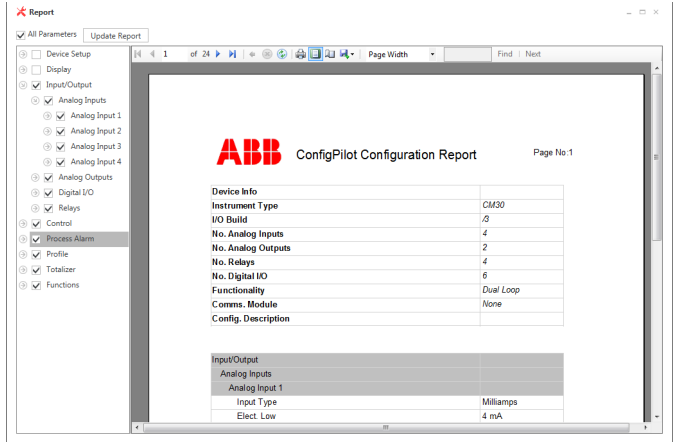 Report
All Parameters Update Report
Device Setup
Display
Input/Output
Analog Inputs
Analog Input 1
Analog Input 2
Analog Input 3
Analog Input 4
Analog Outputs
Digital I/O
Relays
Control
Process Alarm
Profile
Totalizer
Functions
1 of 24 Page Width Find | Next
ABB ConfigPilot Configuration Report Page No:1
Device Info
Instrument Type CM30
I/O Build /3
No. Analog Inputs 4
No. Analog Outputs 2
No. Relays 4
No. Digital I/O 6
Functionality Dual Loop
Comms. Module None
Config. Description
Input/Output
Analog Inputs
Analog Input 1
Input Type Milliamps
Elect. Low 4 mA